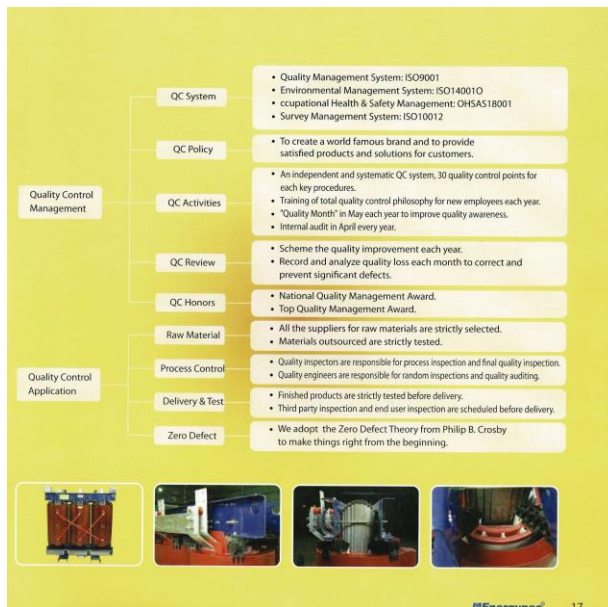 QC System
• Quality Management System: ISO9001
• Environmental Management System: ISO14001O
• ccupational Health & Safety Management: OHSAS18001
• Survey Management System: ISO10012
QC Policy
• To create a world famous brand and to provide
satisfied products and solutions for customers.
Quality Control
Management
QC Activities
• An independent and systematic QC system, 30 quality control points for
each key procedures.
• Training of total quality control philosophy for new employees each year.
• "Quality Month" in May each year to improve quality awareness.
• Internal audit in April every year.
QC Review
• Scheme the quality improvement each year.
• Record and analyze quality loss each month to correct and
prevent significant defects.
QC Honors
• National Quality Management Award.
• Top Quality Management Award.
Raw Material
• All the suppliers for raw materials are strictly selected.
• Materials outsourced are strictly tested.
Quality Control
Application
Process Control
• Quality inspectors are responsible for process inspection and final quality inspection.
• Quality engineers are responsible for random inspections and quality auditing.
Delivery & Test
• Finished products are strictly tested before delivery.
• Third party inspection and end user inspection are scheduled before delivery.
Zero Defect
• We adopt the Zero Defect Theory from Philip B. Crosby
to make things right from the beginning.
17